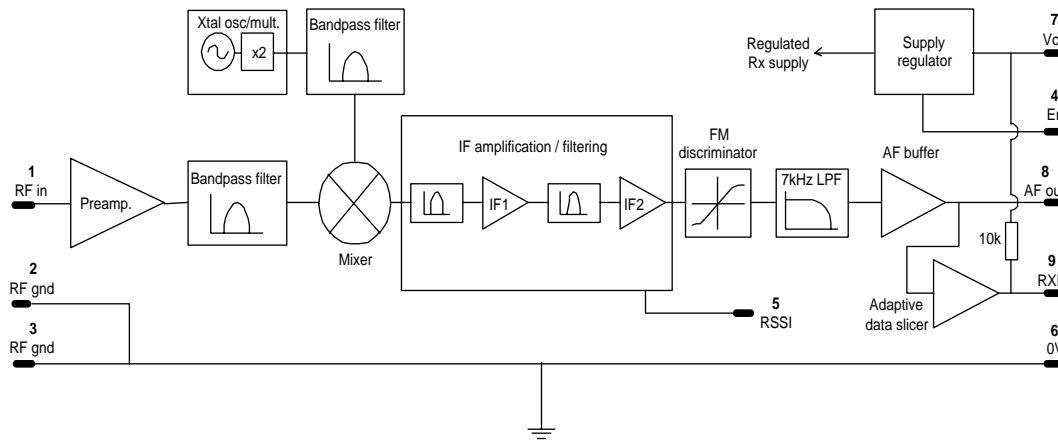 Xtal osc/mult.
x2
Bandpass filter
Regulated
Rx supply
Supply
regulator
7
4
1
RF in
Preamp.
Bandpass filter
Mixer
IF amplification / filtering
IF1
IF2
FM
discriminator
7kHz LPF
AF buffer
8
AF
10k
9
Adaptive
data slicer
2
RF gnd
3
RF gnd
5
RSSI
6